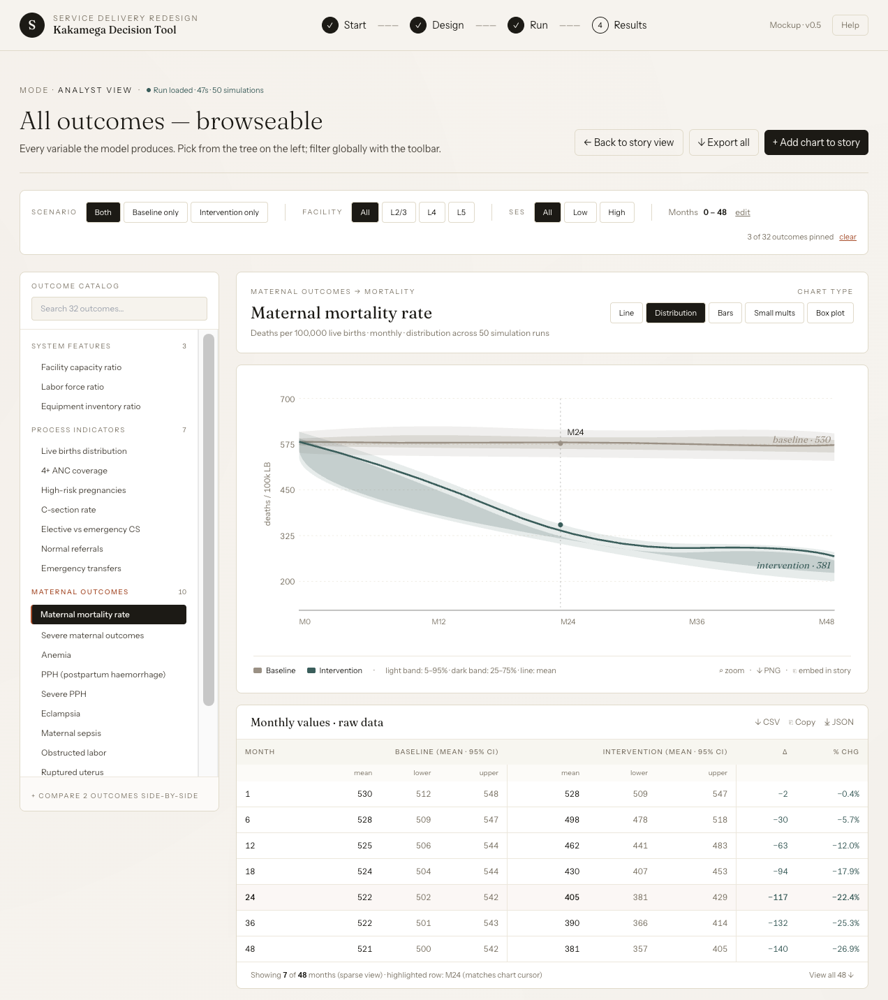 S
SERVICE DELIVERY REDESIGN
Kakamega Decision Tool
✓ Start ——— ✓ Design ——— ✓ Run ——— 4 Results
Mockup · v0.5
Help
MODE · ANALYST VIEW · ● Run loaded · 47s · 50 simulations
All outcomes — browseable
Every variable the model produces. Pick from the tree on the left; filter globally with the toolbar.
← Back to story view
↓ Export all
+ Add chart to story
SCENARIO Both Baseline only Intervention only
FACILITY All L2/3 L4 L5
SES All Low High
Months 0 – 48 edit
3 of 32 outcomes pinned clear
OUTCOME CATALOG
Search 32 outcomes...
SYSTEM FEATURES 3
Facility capacity ratio
Labor force ratio
Equipment inventory ratio
PROCESS INDICATORS 7
Live births distribution
4+ ANC coverage
High-risk pregnancies
C-section rate
Elective vs emergency CS
Normal referrals
Emergency transfers
MATERNAL OUTCOMES 10
Maternal mortality rate
Severe maternal outcomes
Anemia
PPH (postpartum haemorrhage)
Severe PPH
Eclampsia
Maternal sepsis
Obstructed labor
Ruptured uterus
+ COMPARE 2 OUTCOMES SIDE-BY-SIDE
MATERNAL OUTCOMES → MORTALITY
Maternal mortality rate
Deaths per 100,000 live births · monthly · distribution across 50 simulation runs
CHART TYPE
Line Distribution Bars Small mults Box plot
deaths / 100k LB
700
575
450
325
200
M24
baseline · 530
intervention · 381
M0 M12 M24 M36 M48
Baseline Intervention · light band: 5–95% · dark band: 25–75% · line: mean
zoom · ↓ PNG · embed in story
Monthly values · raw data
↓ CSV Copy ⤓ JSON
MONTH BASELINE (MEAN · 95% CI) INTERVENTION (MEAN · 95% CI) Δ % CHG
mean lower upper mean lower upper
1 530 512 548 528 509 547 −2 −0.4%
6 528 509 547 498 478 518 −30 −5.7%
12 525 506 544 462 441 483 −63 −12.0%
18 524 504 544 430 407 453 −94 −17.9%
24 522 502 542 405 381 429 −117 −22.4%
36 522 501 543 390 366 414 −132 −25.3%
48 521 500 542 381 357 405 −140 −26.9%
Showing 7 of 48 months (sparse view) · highlighted row: M24 (matches chart cursor)
View all 48 ↓